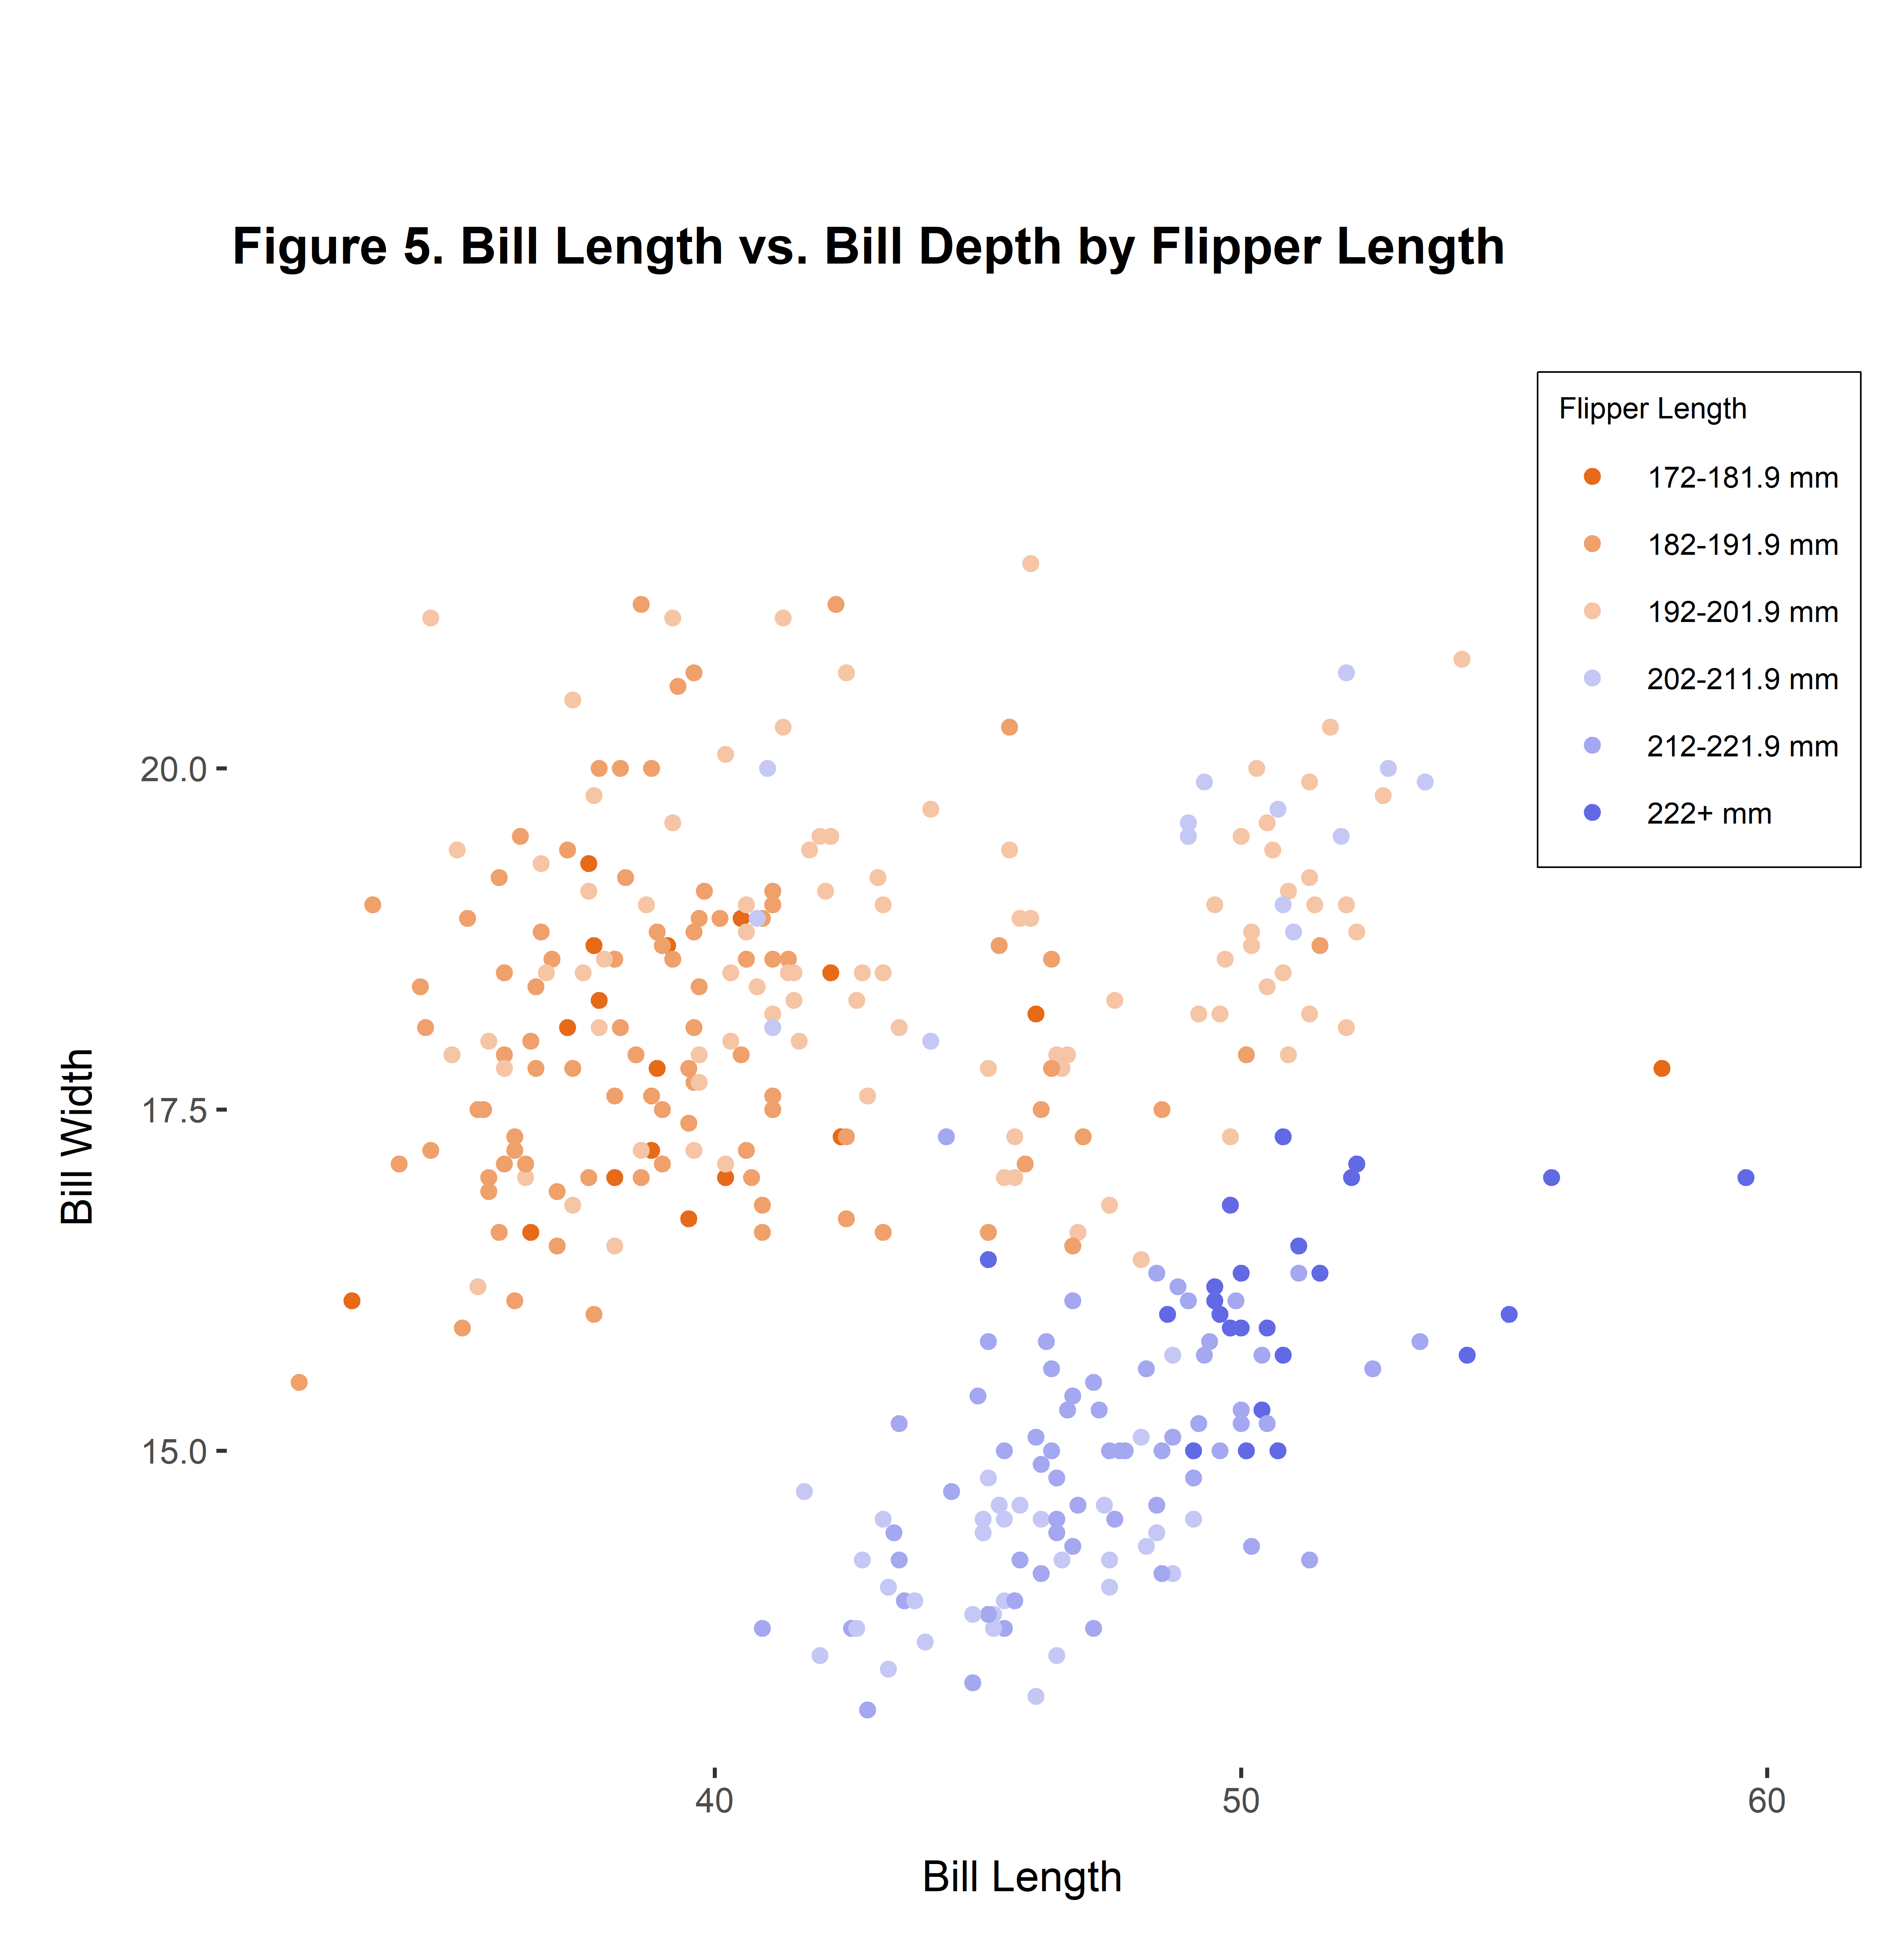 Figure 5. Bill Length vs. Bill Depth by Flipper Length
Flipper Length
172-181.9 mm
182-191.9 mm
192-201.9 mm
202-211.9 mm
212-221.9 mm
222+ mm
Bill Width
20.0
17.5
15.0
40 50 60
Bill Length